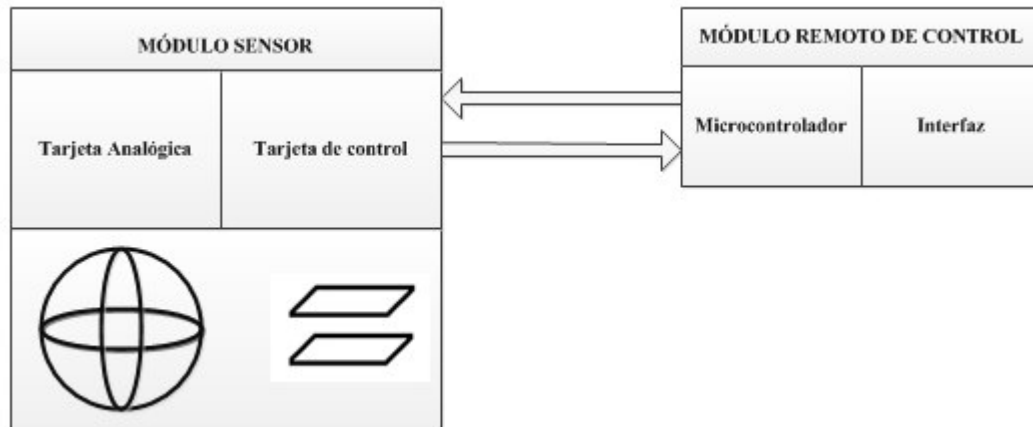 MÓDULO SENSOR
Tarjeta Analógica
Tarjeta de control
MÓDULO REMOTO DE CONTROL
Microcontrolador
Interfaz